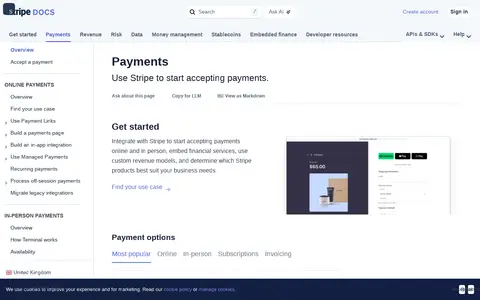 stripe DOCS
Search
/
Ask AI
Create account
Sign in
Get started
Payments
Revenue
Risk
Data
Money management
Stablecoins
Embedded finance
Developer resources
APIs & SDKs
Help
Overview
Accept a payment
ONLINE PAYMENTS
Overview
Find your use case
Use Payment Links
Build a payments page
Build an in-app integration
Use Managed Payments
Recurring payments
Process off-session payments
Migrate legacy integrations
IN-PERSON PAYMENTS
Overview
How Terminal works
Availability
United Kingdom
Payments
Use Stripe to start accepting payments.
Ask about this page
Copy for LLM
View as Markdown
Get started
Integrate with Stripe to start accepting payments
online and in person, embed financial services, use
custom revenue models, and determine which Stripe
products best suit your business needs.
Find your use case
$65.00
Payment options
Most popular
Online
In-person
Subscriptions
Invoicing
We use cookies to improve your experience and for marketing. Read our cookie policy or manage cookies.